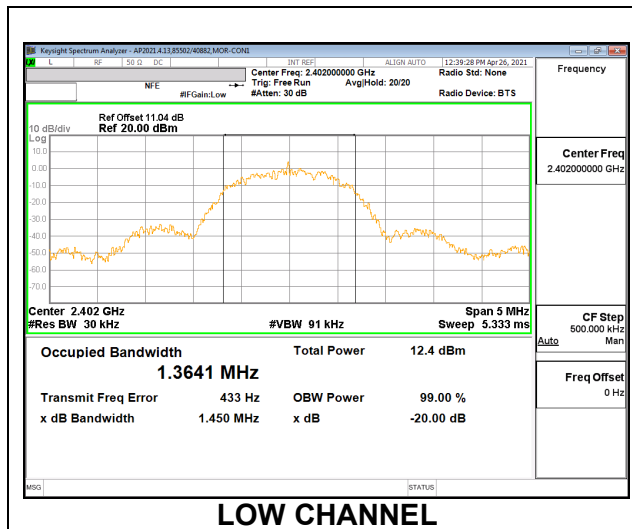 Keysight Spectrum Analyzer - AP2021.4.13,85502/40882,MOR-CON1
L RF 50 Ω DC INT REF ALIGN AUTO 12:39:28 PM Apr 26, 2021
Center Freq: 2.402000000 GHz Radio Std: None
NFE Trig: Free Run Avg|Hold: 20/20
#IFGain:Low #Atten: 30 dB Radio Device: BTS
Frequency
Ref Offset 11.04 dB
10 dB/div Ref 20.00 dBm
Log
10.0
0.00
-10.0
-20.0
-30.0
-40.0
-50.0
-60.0
-70.0
Center 2.402 GHz Span 5 MHz
#Res BW 30 kHz #VBW 91 kHz Sweep 5.333 ms
Center Freq
2.402000000 GHz
CF Step
500.000 kHz
Auto Man
Freq Offset
0 Hz
Occupied Bandwidth Total Power 12.4 dBm
1.3641 MHz
Transmit Freq Error 433 Hz OBW Power 99.00 %
x dB Bandwidth 1.450 MHz x dB -20.00 dB
MSG STATUS
LOW CHANNEL